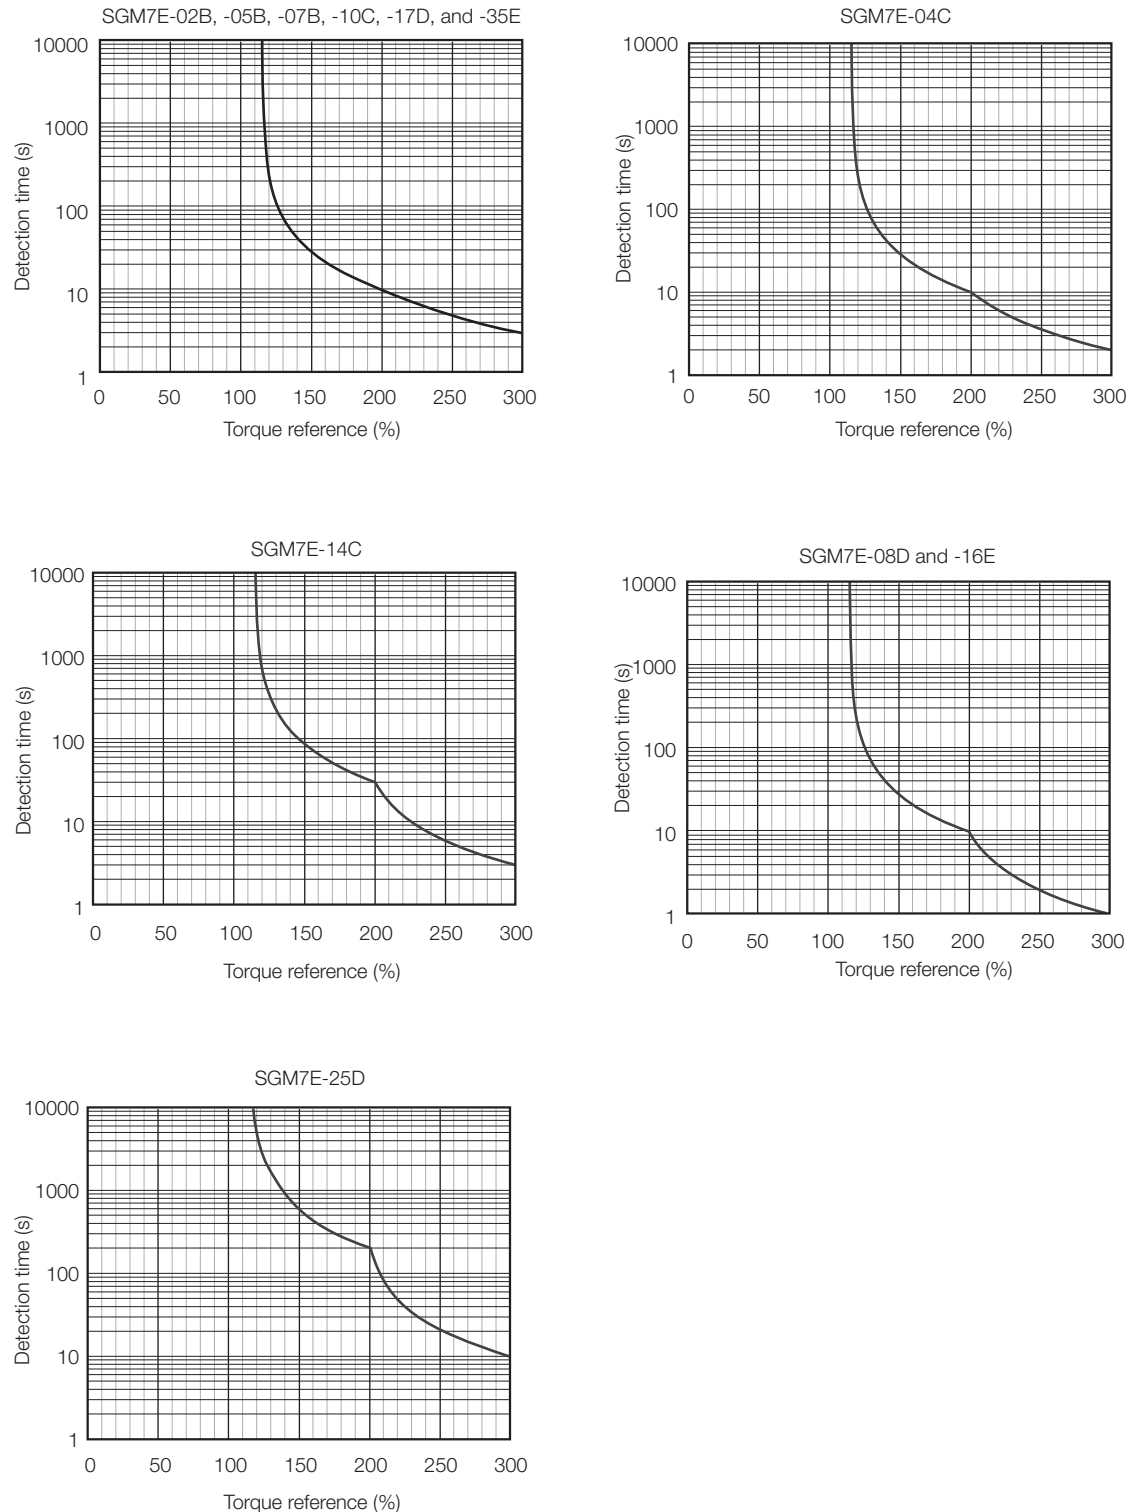 SGM7E-02B, -05B, -07B, -10C, -17D, and -35E
10000
1000
100
10
1
Detection time (s)
0 50 100 150 200 250 300
Torque reference (%)
SGM7E-04C
10000
1000
100
10
1
Detection time (s)
0 50 100 150 200 250 300
Torque reference (%)
SGM7E-14C
10000
1000
100
10
1
Detection time (s)
0 50 100 150 200 250 300
Torque reference (%)
SGM7E-08D and -16E
10000
1000
100
10
1
Detection time (s)
0 50 100 150 200 250 300
Torque reference (%)
SGM7E-25D
10000
1000
100
10
1
Detection time (s)
0 50 100 150 200 250 300
Torque reference (%)